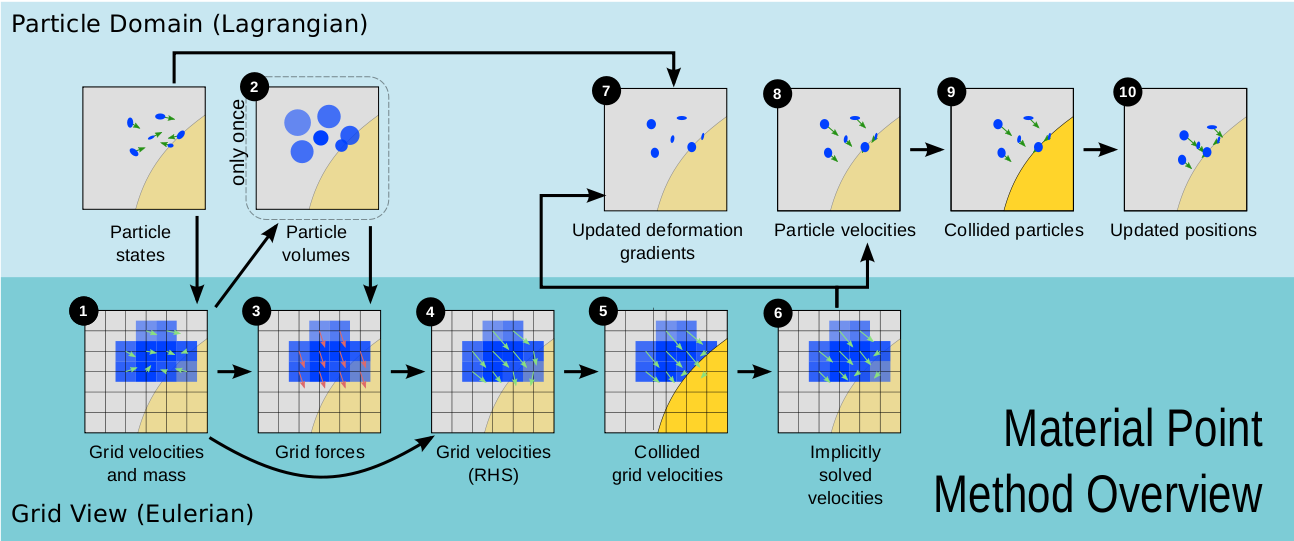 Particle Domain (Lagrangian)
2
only once
7
8
9
10
Particle
states
Particle
volumes
Updated deformation
gradients
Particle velocities
Collided particles
Updated positions
1
3
4
5
6
Grid velocities
and mass
Grid forces
Grid velocities
(RHS)
Collided
grid velocities
Implicitly
solved
velocities
Material Point
Method Overview
Grid View (Eulerian)